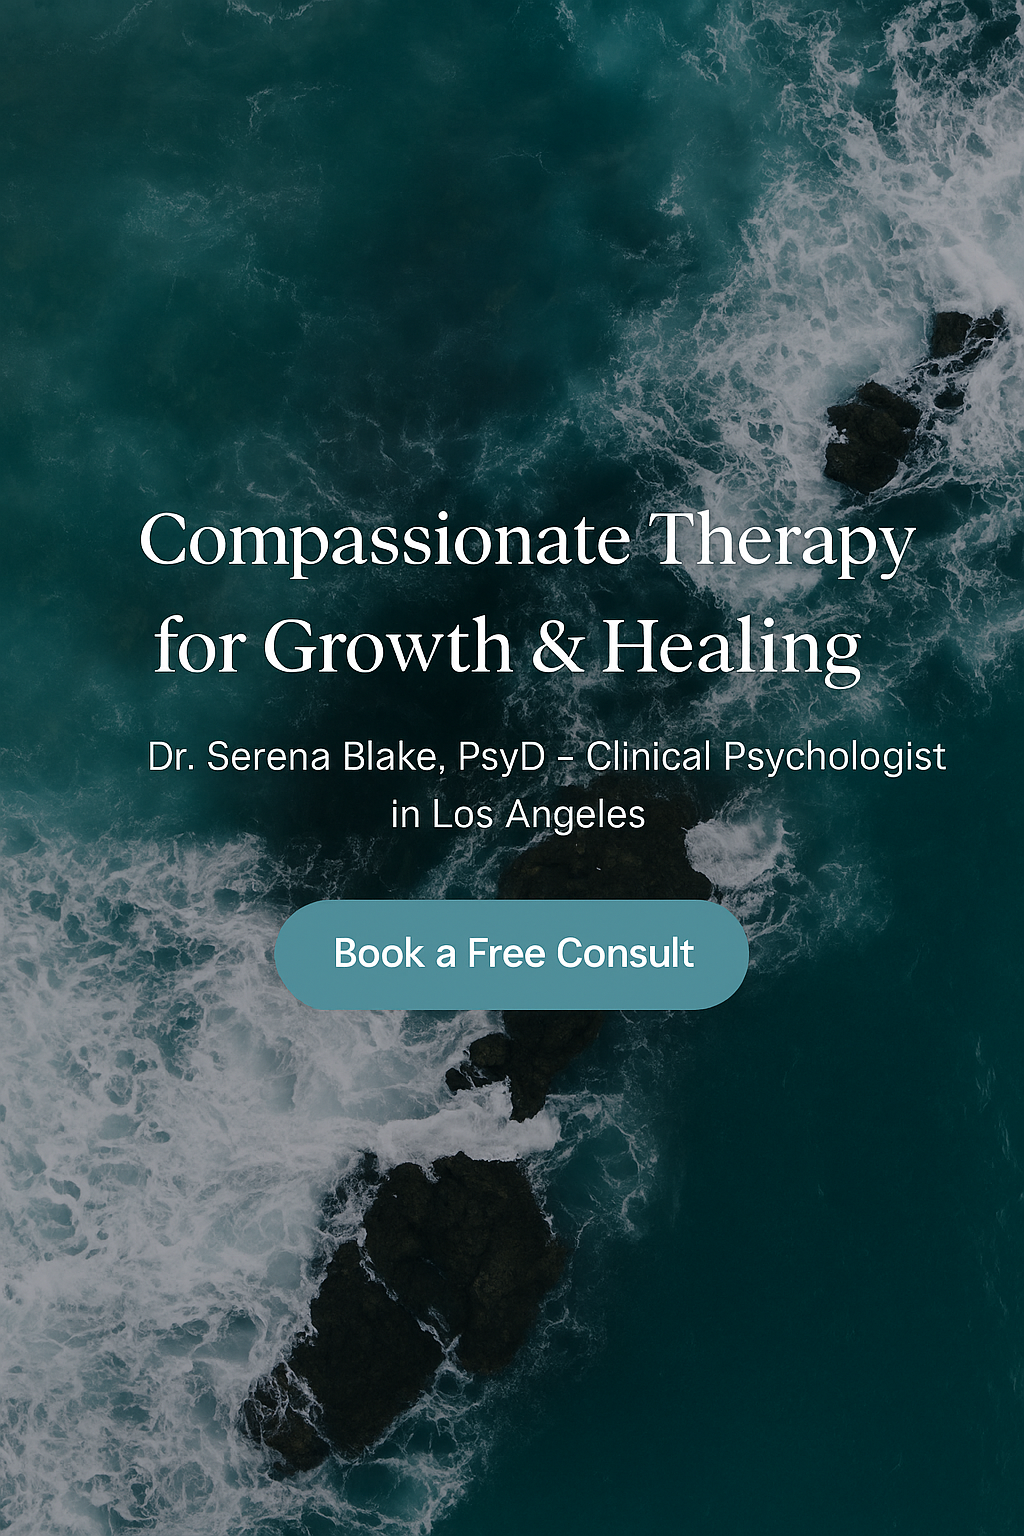 Compassionate Therapy
for Growth & Healing
Dr. Serena Blake, PsyD – Clinical Psychologist
in Los Angeles
Book a Free Consult